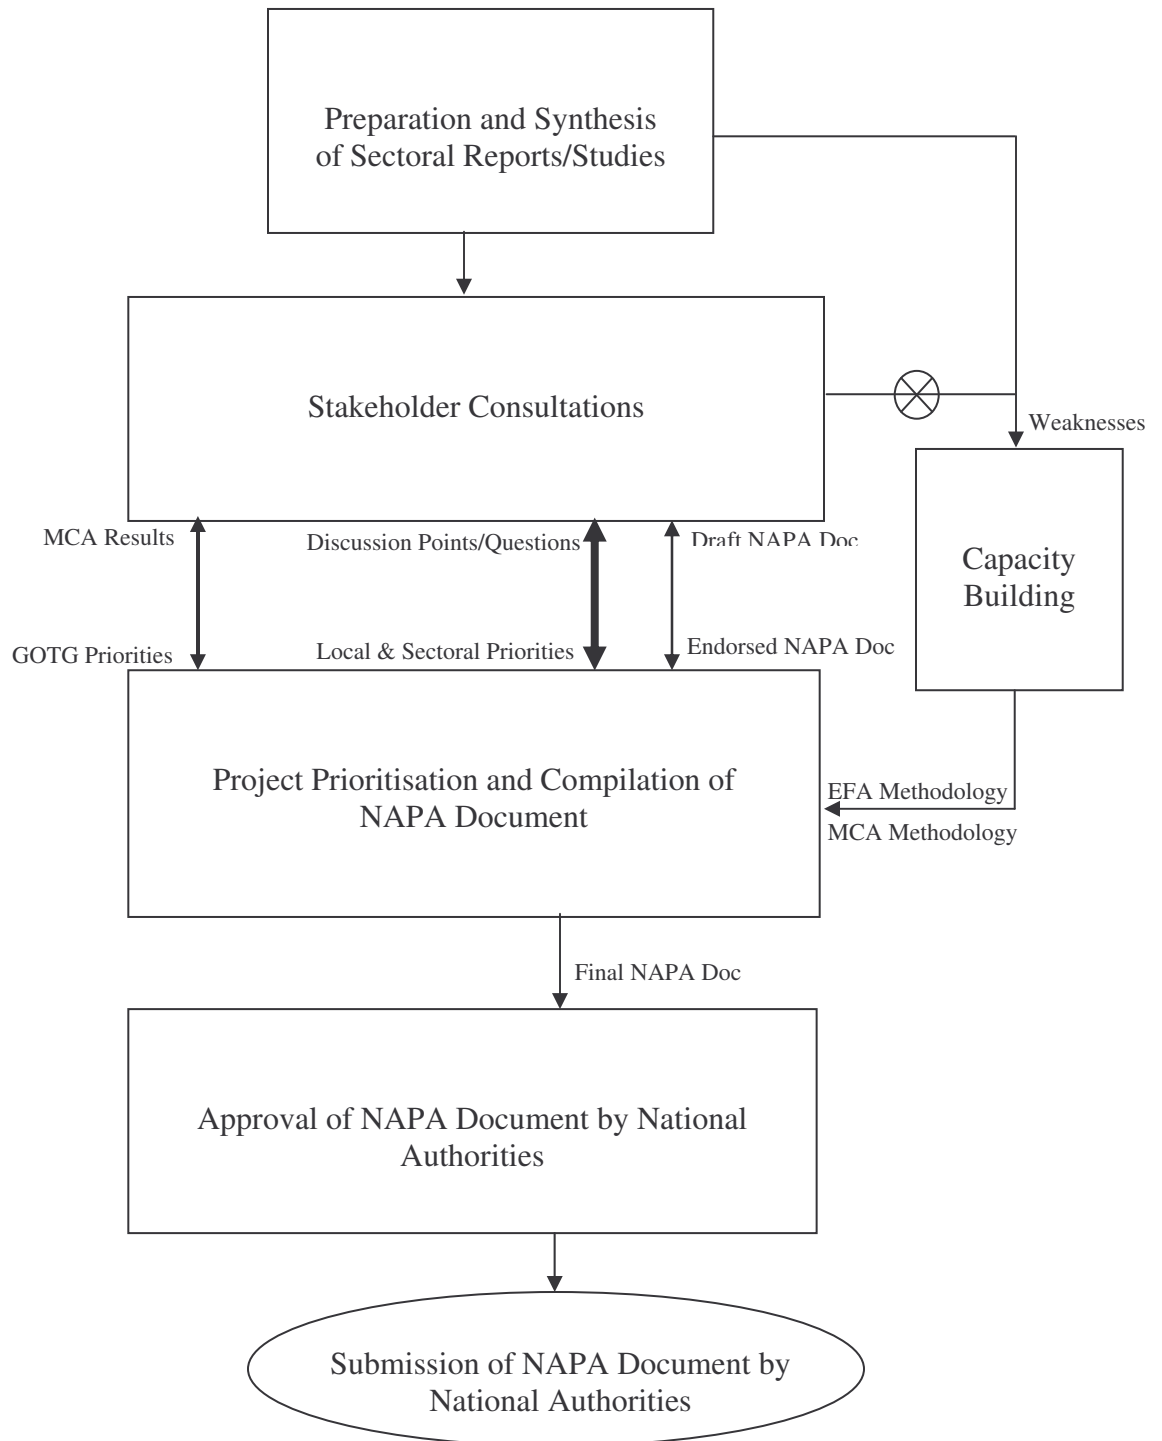 Preparation and Synthesis
of Sectoral Reports/Studies
Stakeholder Consultations
Weaknesses
MCA Results
Discussion Points/Questions
Draft NAPA Doc
Capacity
Building
GOTG Priorities
Local & Sectoral Priorities
Endorsed NAPA Doc
Project Prioritisation and Compilation of
NAPA Document
EFA Methodology
MCA Methodology
Final NAPA Doc
Approval of NAPA Document by National
Authorities
Submission of NAPA Document by
National Authorities